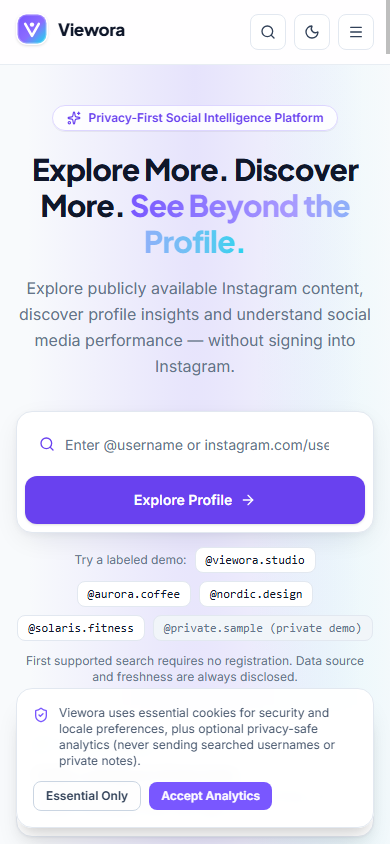 Viewora
Privacy-First Social Intelligence Platform
Explore More. Discover
More. See Beyond the
Profile.
Explore publicly available Instagram content,
discover profile insights and understand social
media performance — without signing into
Instagram.
Enter @username or instagram.com/use
Explore Profile →
Try a labeled demo: @viewora.studio
@aurora.coffee @nordic.design
@solaris.fitness @private.sample (private demo)
First supported search requires no registration. Data source
and freshness are always disclosed.
Viewora uses essential cookies for security and
locale preferences, plus optional privacy-safe
analytics (never sending searched usernames or
private notes).
Essential Only Accept Analytics